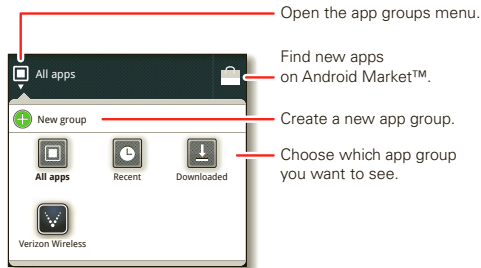 Open the app groups menu.
All apps
Find new apps
on Android Market™.
New group
Create a new app group.
Choose which app group
you want to see.
All apps
Recent
Downloaded
Verizon Wireless